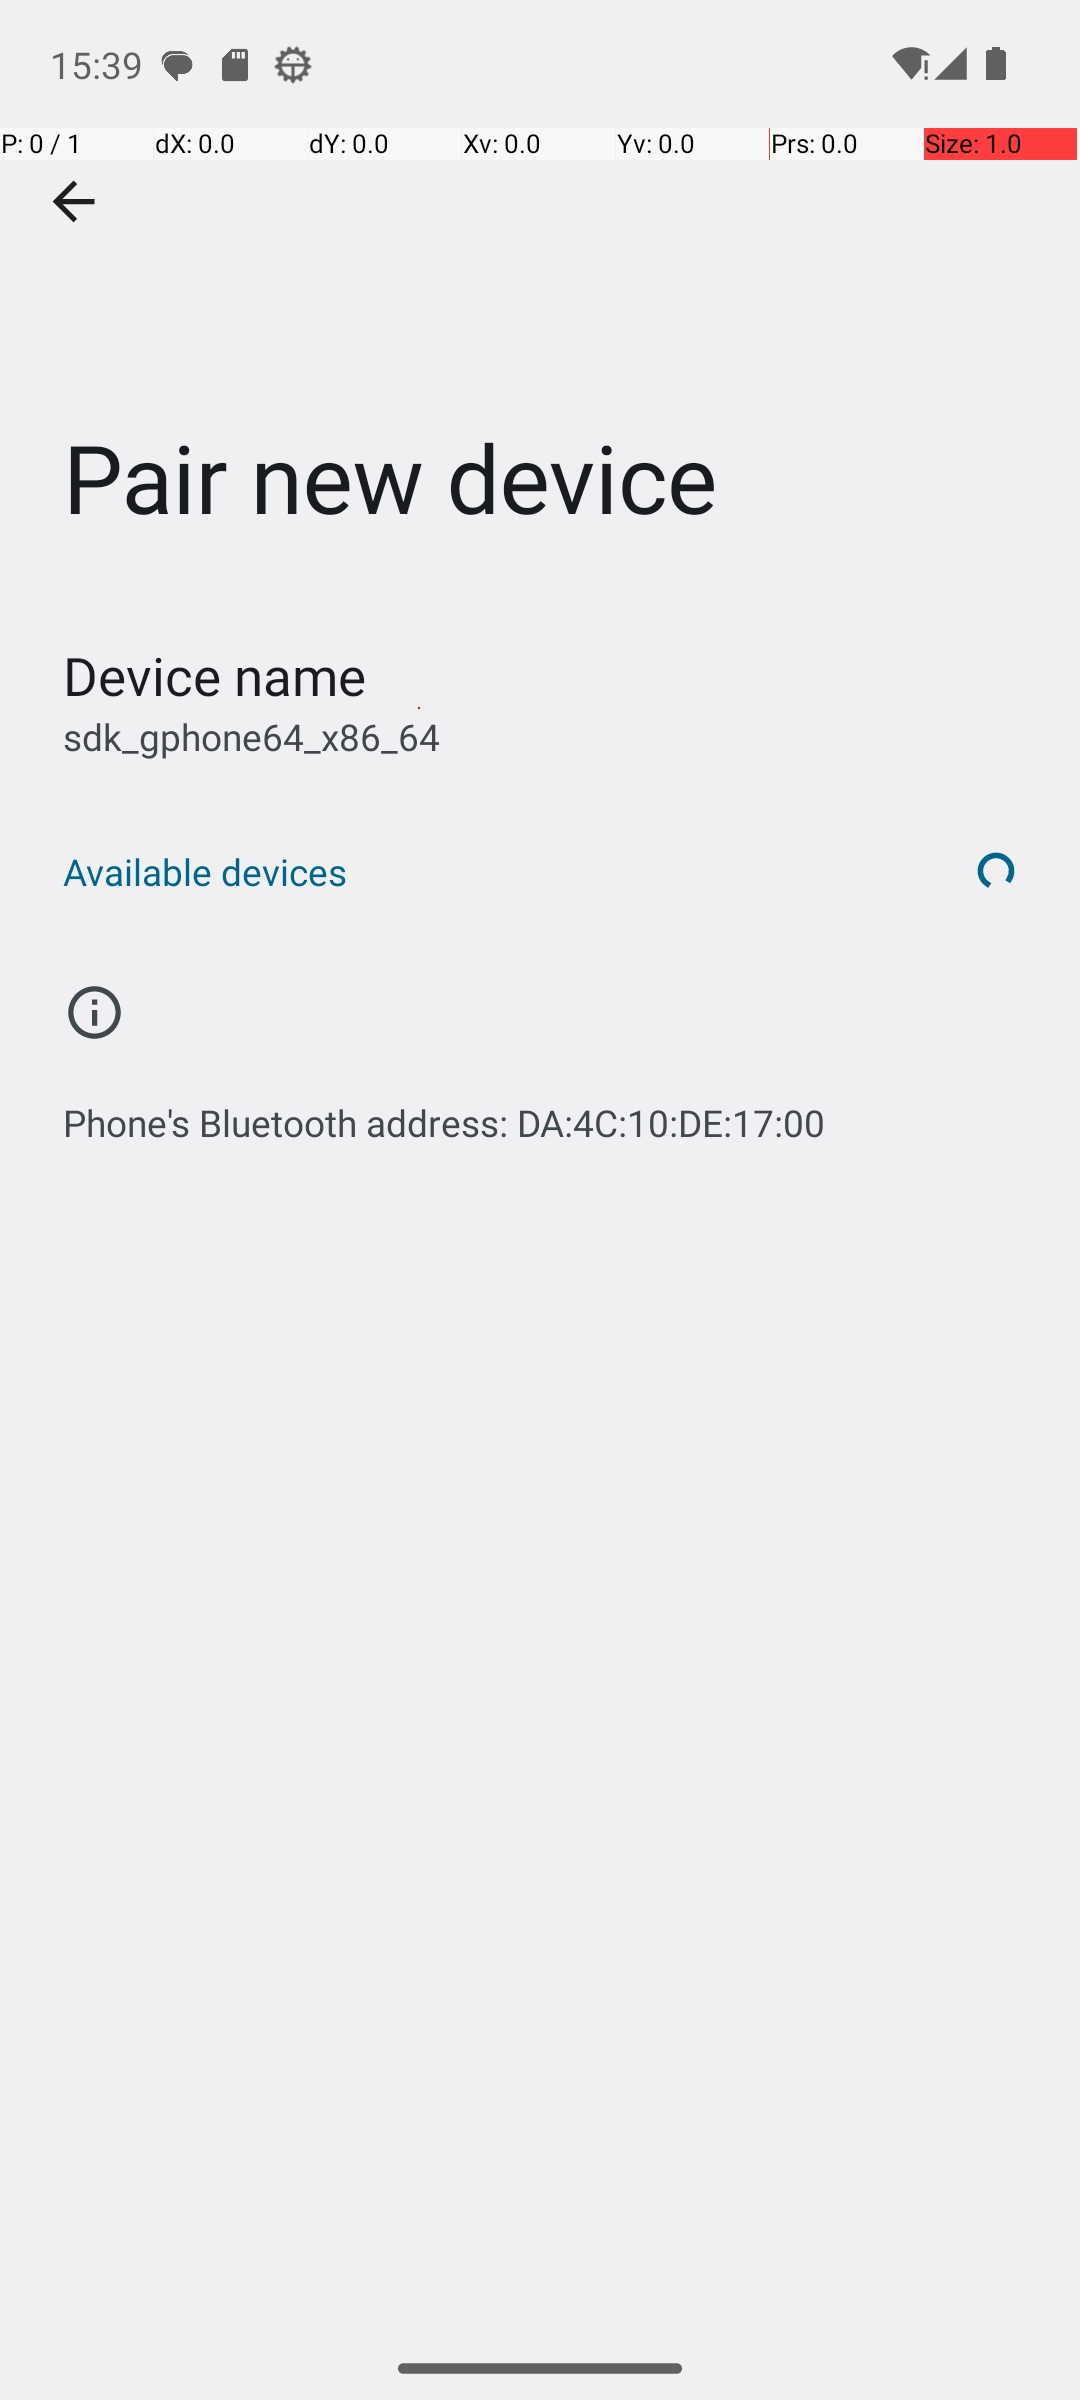 15:39
P: 0 / 1 dX: 0.0 dY: 0.0 Xv: 0.0 Yv: 0.0 Prs: 0.0 Size: 1.0
Pair new device
Device name
sdk_gphone64_x86_64
Available devices
Phone's Bluetooth address: DA:4C:10:DE:17:00